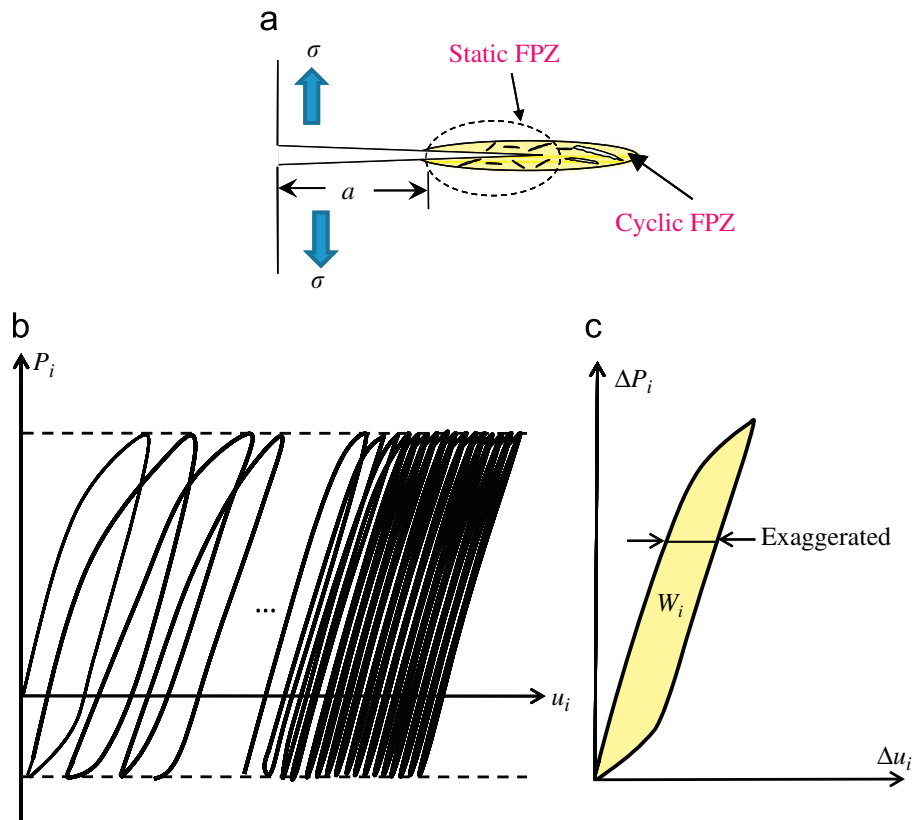 a
σ
Static FPZ
a
Cyclic FPZ
σ
b
P_i
...
u_i
c
ΔP_i
Exaggerated
W_i
Δu_i